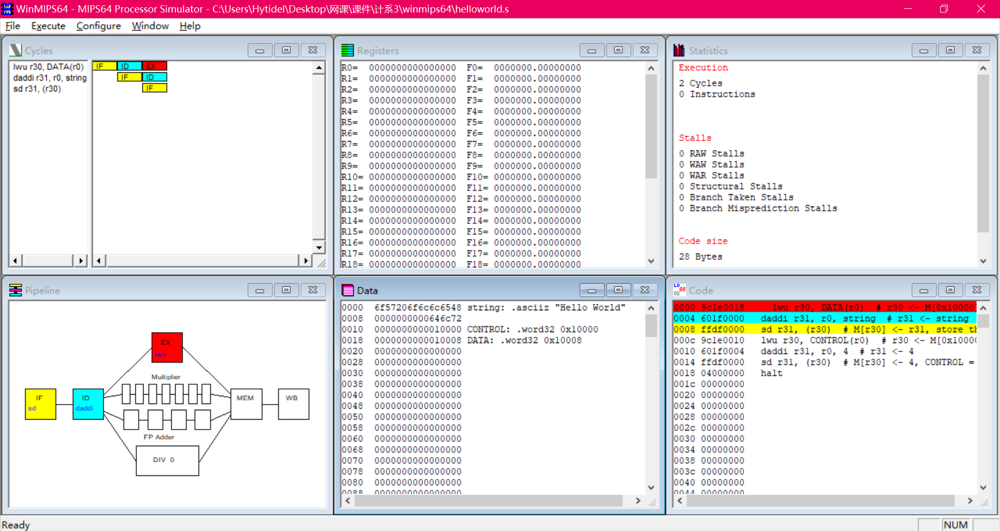 WinMIPS64 - MIPS64 Processor Simulator - C:\Users\Hytidel\Desktop\网课\课件\计系3\winmips64\helloworld.s
File Execute Configure Window Help
Cycles
lwu r30, DATA(r0) IF ID EX
daddi r31, r0, string IF ID
sd r31, (r30) IF
Registers
R0= 0000000000000000 F0= 0000000.00000000
R1= 0000000000000000 F1= 0000000.00000000
R2= 0000000000000000 F2= 0000000.00000000
R3= 0000000000000000 F3= 0000000.00000000
R4= 0000000000000000 F4= 0000000.00000000
R5= 0000000000000000 F5= 0000000.00000000
R6= 0000000000000000 F6= 0000000.00000000
R7= 0000000000000000 F7= 0000000.00000000
R8= 0000000000000000 F8= 0000000.00000000
R9= 0000000000000000 F9= 0000000.00000000
R10= 0000000000000000 F10= 0000000.00000000
R11= 0000000000000000 F11= 0000000.00000000
R12= 0000000000000000 F12= 0000000.00000000
R13= 0000000000000000 F13= 0000000.00000000
R14= 0000000000000000 F14= 0000000.00000000
R15= 0000000000000000 F15= 0000000.00000000
R16= 0000000000000000 F16= 0000000.00000000
R17= 0000000000000000 F17= 0000000.00000000
R18= 0000000000000000 F18= 0000000.00000000
Statistics
Execution
2 Cycles
0 Instructions
Stalls
0 RAW Stalls
0 WAW Stalls
0 WAR Stalls
0 Structural Stalls
0 Branch Taken Stalls
0 Branch Misprediction Stalls
Code size
28 Bytes
Pipeline
EX
lwu
Multiplier
IF
sd
ID
daddi
MEM
WB
FP Adder
DIV 0
Data
0000 6f57206f6c6c6548 string: .asciiz "Hello World"
0008 0000000000646c72
0010 0000000000010000 CONTROL: .word32 0x10000
0018 0000000000010008 DATA: .word32 0x10008
0020 0000000000000000
0028 0000000000000000
0030 0000000000000000
0038 0000000000000000
0040 0000000000000000
0048 0000000000000000
0050 0000000000000000
0058 0000000000000000
0060 0000000000000000
0068 0000000000000000
0070 0000000000000000
0078 0000000000000000
0080 0000000000000000
0088 0000000000000000
Code
0000 9c1e0018 lwu r30, DATA(r0) # r30 <- M[0x10000
0004 601f0000 daddi r31, r0, string # r31 <- string
0008 ffdf0000 sd r31, (r30) # M[r30] <- r31, store th
000c 9c1e0010 lwu r30, CONTROL(r0) # r30 <- M[0x1000
0010 601f0004 daddi r31, r0, 4 # r31 <- 4
0014 ffdf0000 sd r31, (r30) # M[r30] <- 4, CONTROL =
0018 04000000 halt
001c 00000000
0020 00000000
0024 00000000
0028 00000000
002c 00000000
0030 00000000
0034 00000000
0038 00000000
003c 00000000
0040 00000000
0044 00000000
Ready
NUM